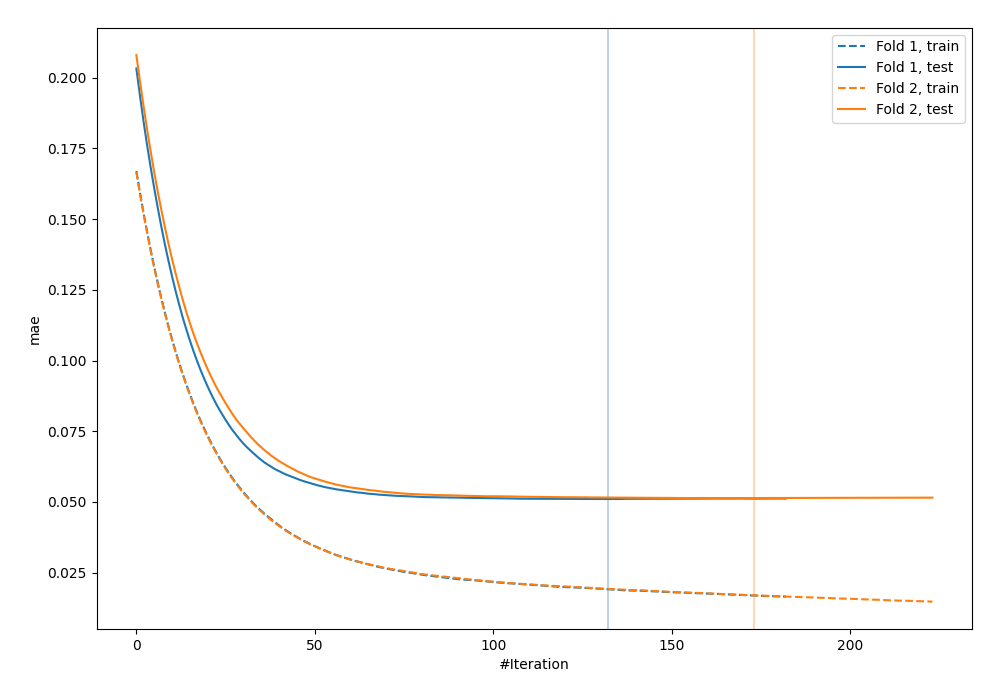 Fold 1, train
Fold 1, test
Fold 2, train
Fold 2, test
0.200
0.175
0.150
0.125
0.100
0.075
0.050
0.025
mae
0
50
100
150
200
#Iteration